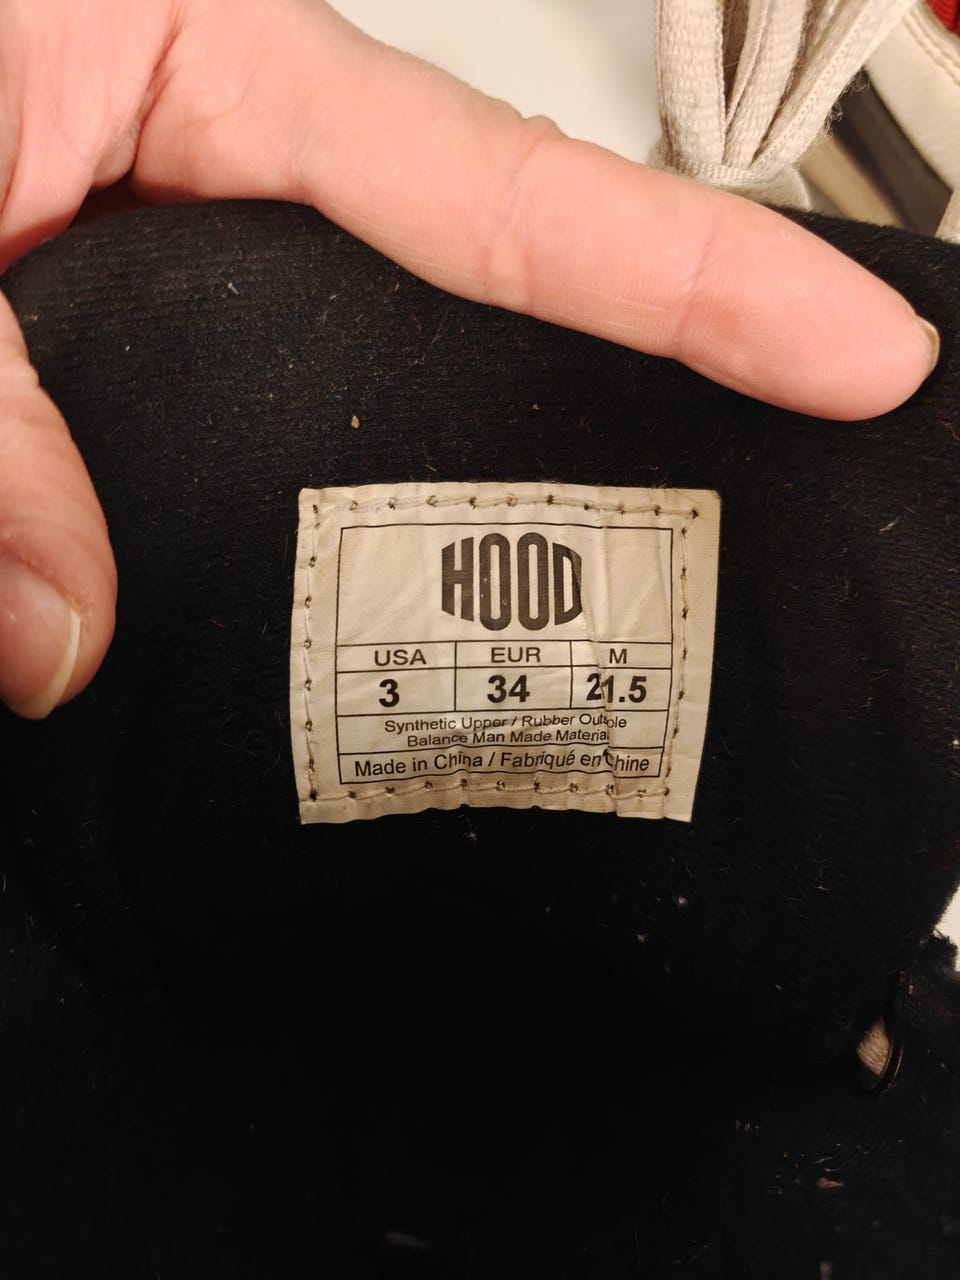 HOOD
USA EUR M
3 34 21.5
Synthetic Upper / Rubber Outsole
Balance Man Made Material
Made in China / Fabriqué en Chine